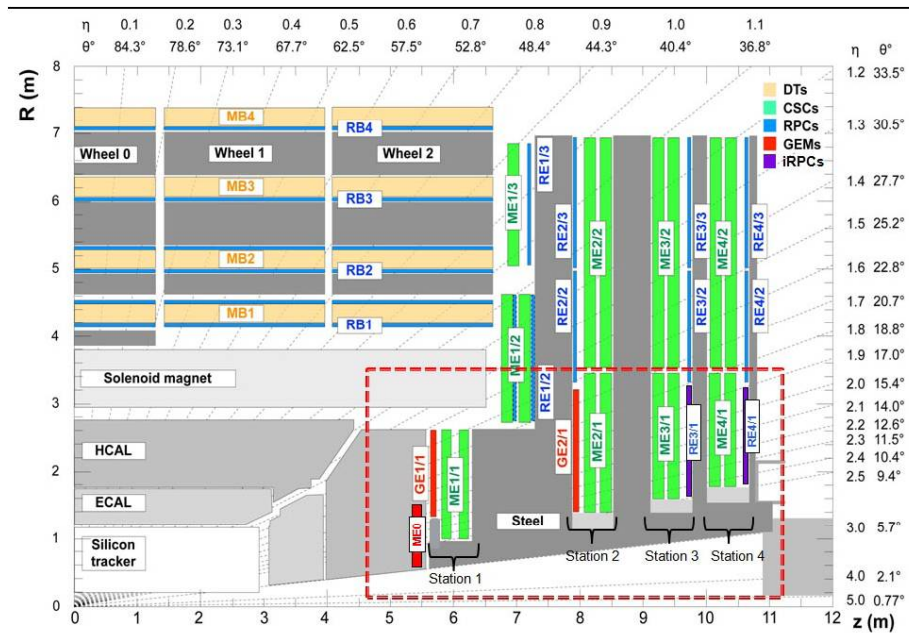 η 0.1 0.2 0.3 0.4 0.5 0.6 0.7 0.8 0.9 1.0 1.1
θ° 84.3° 78.6° 73.1° 67.7° 62.5° 57.5° 52.8° 48.4° 44.3° 40.4° 36.8° η θ°
R (m)
8
7
6
5
4
3
2
1
0
1.2 33.5°
1.3 30.5°
1.4 27.7°
1.5 25.2°
1.6 22.8°
1.7 20.7°
1.8 18.8°
1.9 17.0°
2.0 15.4°
2.1 14.0°
2.2 12.6°
2.3 11.5°
2.4 10.4°
2.5 9.4°
3.0 5.7°
4.0 2.1°
5.0 0.77°
DTs
CSCs
RPCs
GEMs
iRPCs
MB4
RB4
Wheel 0 Wheel 1 Wheel 2
MB3
RB3
MB2
RB2
MB1
RB1
Solenoid magnet
HCAL
ECAL
Silicon
tracker
Steel
ME1/3
RE1/3
ME1/2
RE1/2
GE1/1
ME1/1
ME0
RE2/3
ME2/2
RE2/2
GE2/1
ME2/1
ME3/2
RE3/3
RE3/2
ME3/1
RE3/1
ME4/2
RE4/3
RE4/2
ME4/1
RE4/1
Station 1
Station 2 Station 3 Station 4
0 1 2 3 4 5 6 7 8 9 10 11 12
z (m)